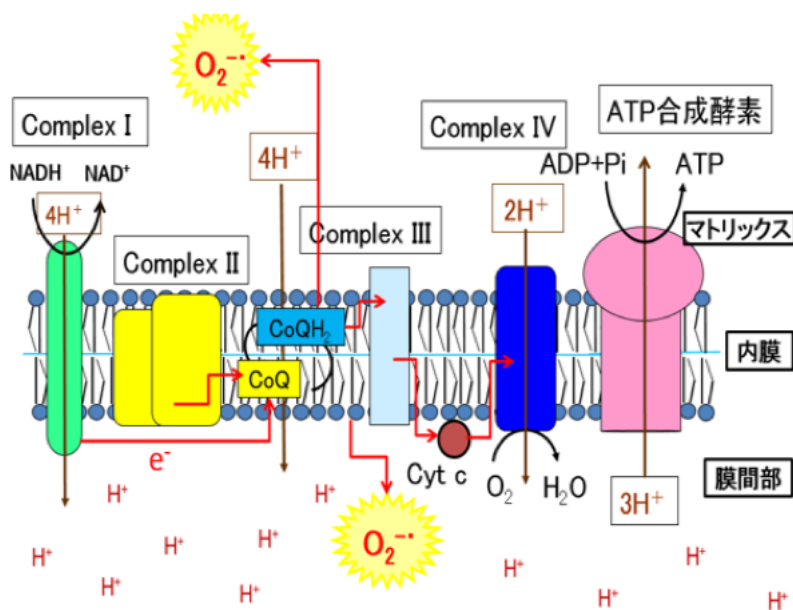 O₂⁻·
Complex Ⅰ
NADH NAD⁺
4H⁺
4H⁺
Complex Ⅱ
Complex Ⅲ
Complex Ⅳ
2H⁺
ATP合成酵素
ADP+Pi ATP
マトリックス
CoQH₂
CoQ
内膜
e⁻
Cyt c
O₂ H₂O
膜間部
3H⁺
O₂⁻·
H⁺
H⁺
H⁺
H⁺
H⁺
H⁺
H⁺
H⁺
H⁺
H⁺
H⁺